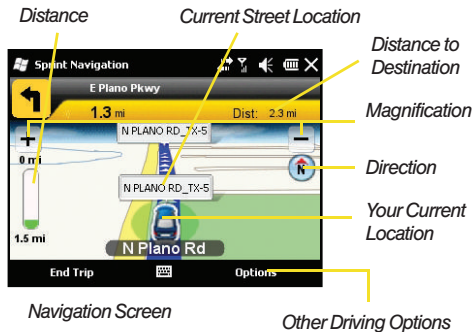 Distance
Current Street Location
Sprint Navigation
Distance to
Destination
E Plano Pkwy
1.3 mi
Dist: 2.3 mi
Magnification
N PLANO RD_TX-5
+
−
0 mi
N
Direction
N PLANO RD_TX-5
Your Current
Location
1.5 mi
N Plano Rd
End Trip
Options
Navigation Screen
Other Driving Options